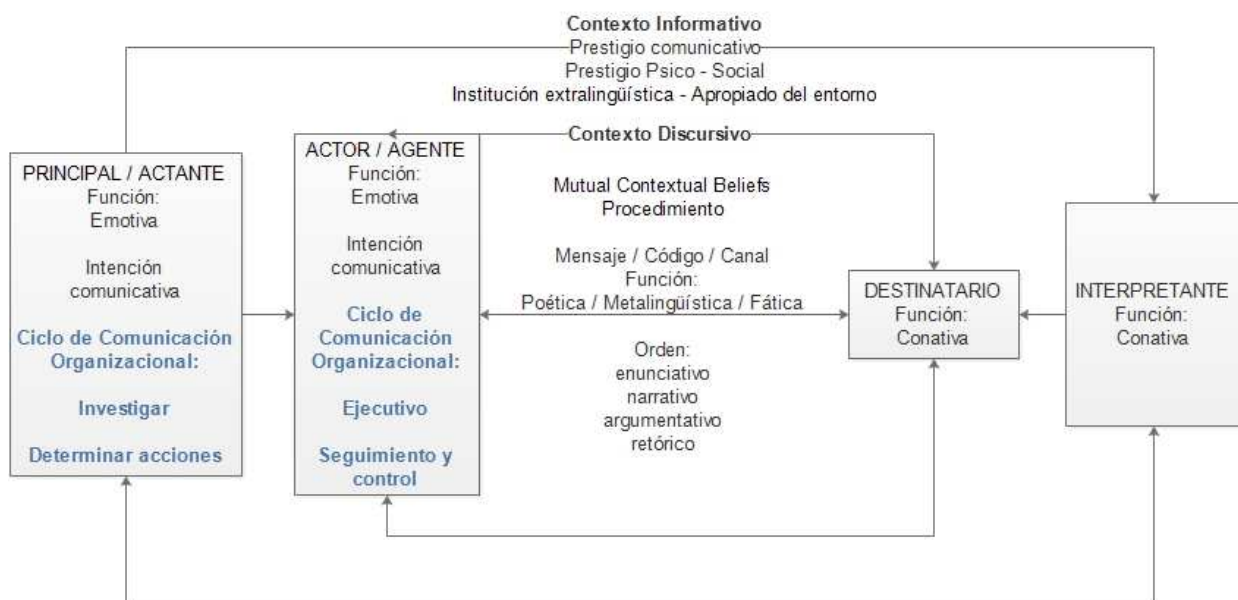 Contexto Informativo
Prestigio comunicativo
Prestigio Psico - Social
Institución extralingüística - Apropiado del entorno
Contexto Discursivo
PRINCIPAL / ACTANTE
Función:
Emotiva
Intención
comunicativa
Ciclo de Comunicación
Organizacional:
Investigar
Determinar acciones
ACTOR / AGENTE
Función:
Emotiva
Intención
comunicativa
Ciclo de
Comunicación
Organizacional:
Ejecutivo
Seguimiento y
control
Mutual Contextual Beliefs
Procedimiento
Mensaje / Código / Canal
Función:
Poética / Metalingüística / Fática
Orden:
enunciativo
narrativo
argumentativo
retórico
DESTINATARIO
Función:
Conativa
INTERPRETANTE
Función:
Conativa